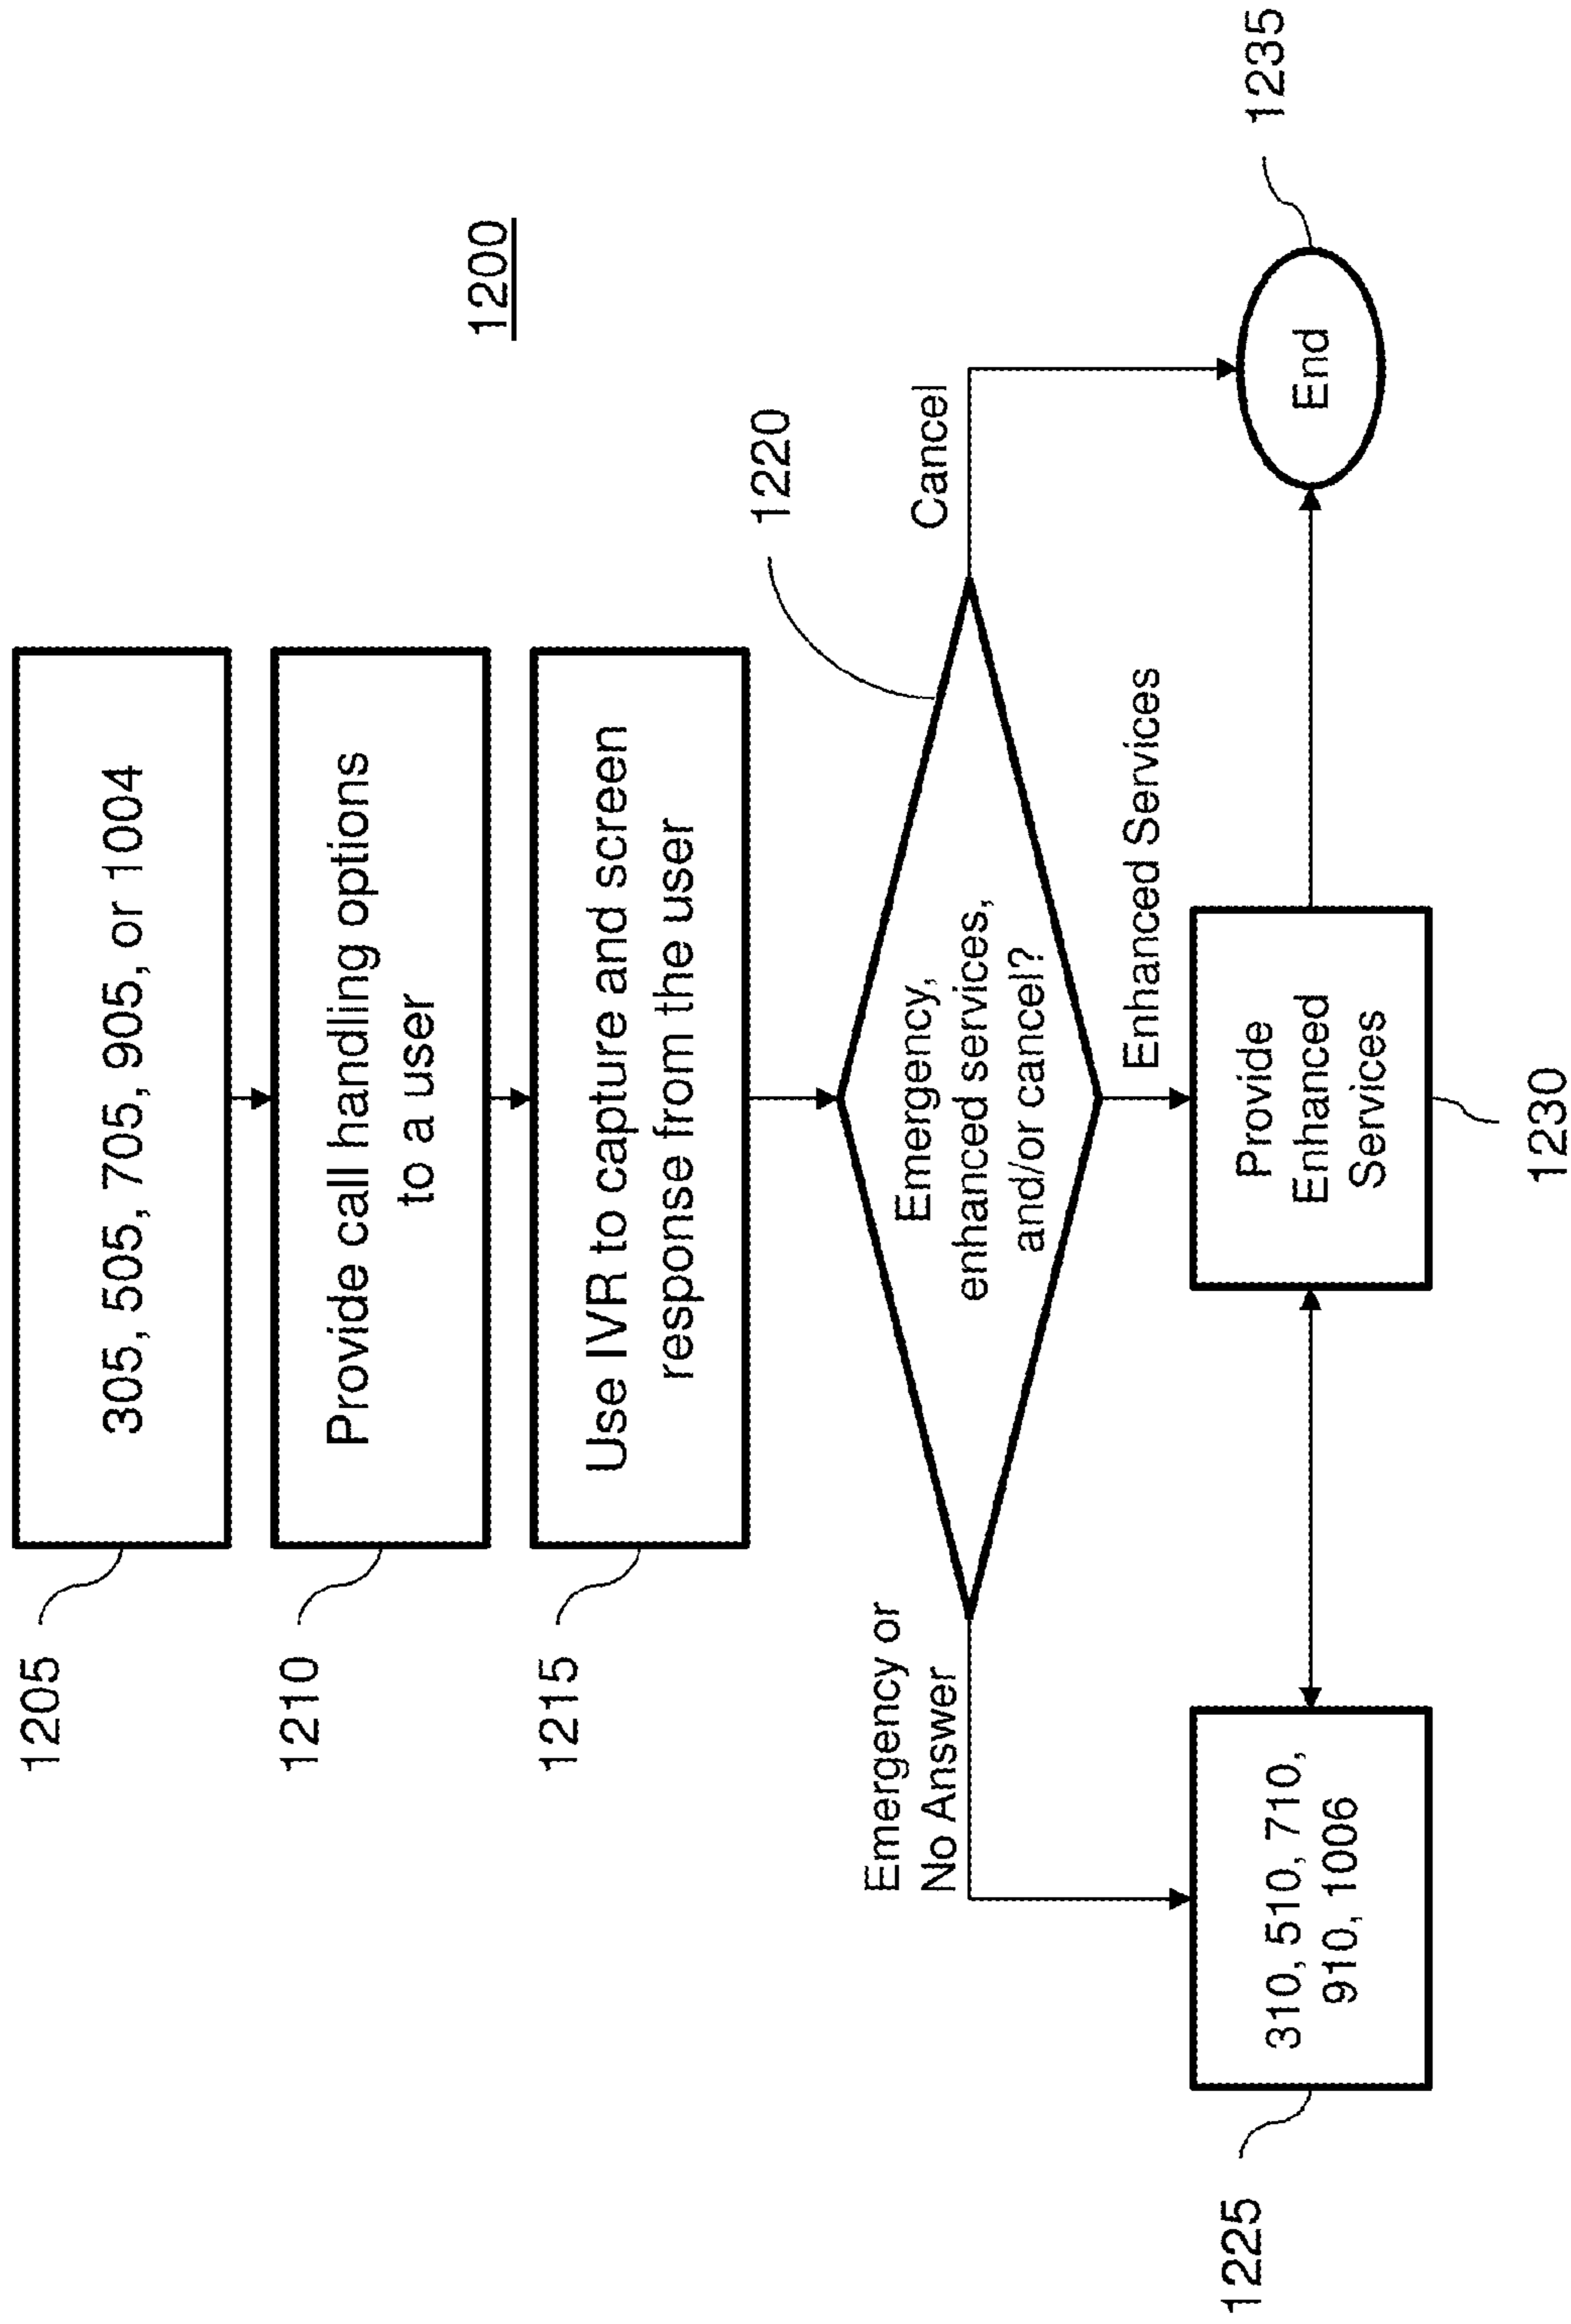 1200
1205
305, 505, 705, 905, or 1004
1210
Provide call handling options
to a user
1215
Use IVR to capture and screen
response from the user
1220
Emergency,
enhanced services,
and/or cancel?
Emergency or
No Answer
Cancel
Enhanced Services
1225
310, 510, 710,
910, 1006
Provide
Enhanced
Services
1230
End
1235